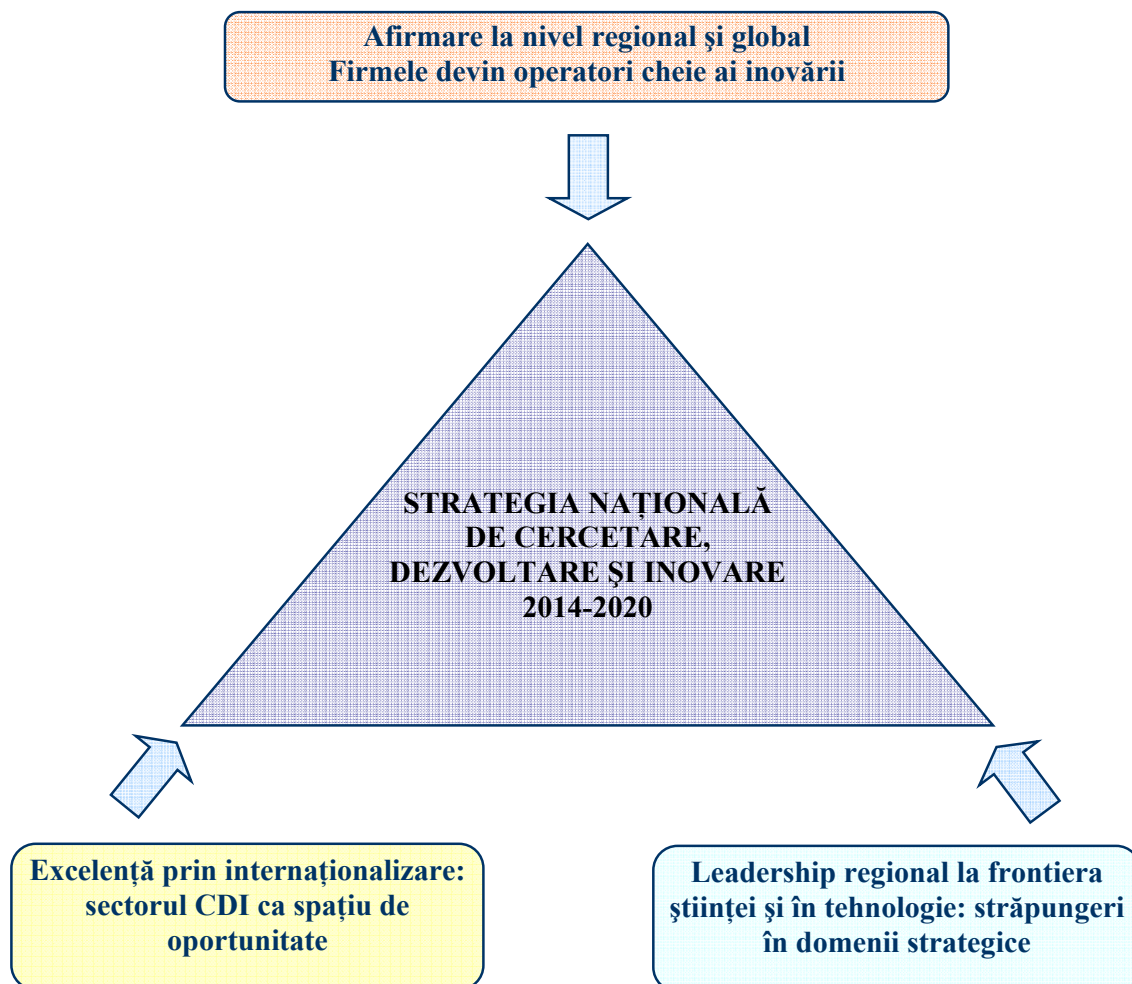 Afirmare la nivel regional şi global
Firmele devin operatori cheie ai inovării
STRATEGIA NAȚIONALĂ
DE CERCETARE,
DEZVOLTARE ŞI INOVARE
2014-2020
Excelență prin internaționalizare:
sectorul CDI ca spațiu de
oportunitate
Leadership regional la frontiera
ştiinței şi în tehnologie: străpungeri
în domenii strategice